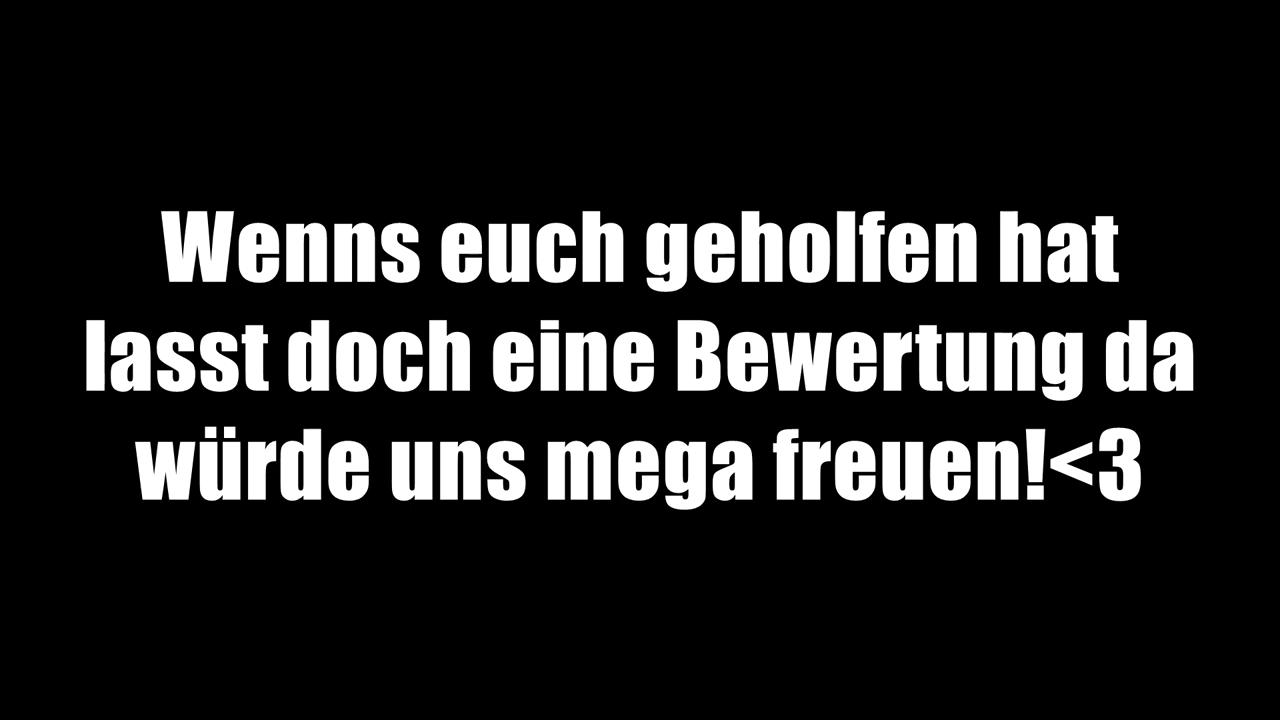 Wenns euch geholfen hat
lasst doch eine Bewertung da
würde uns mega freuen!<3